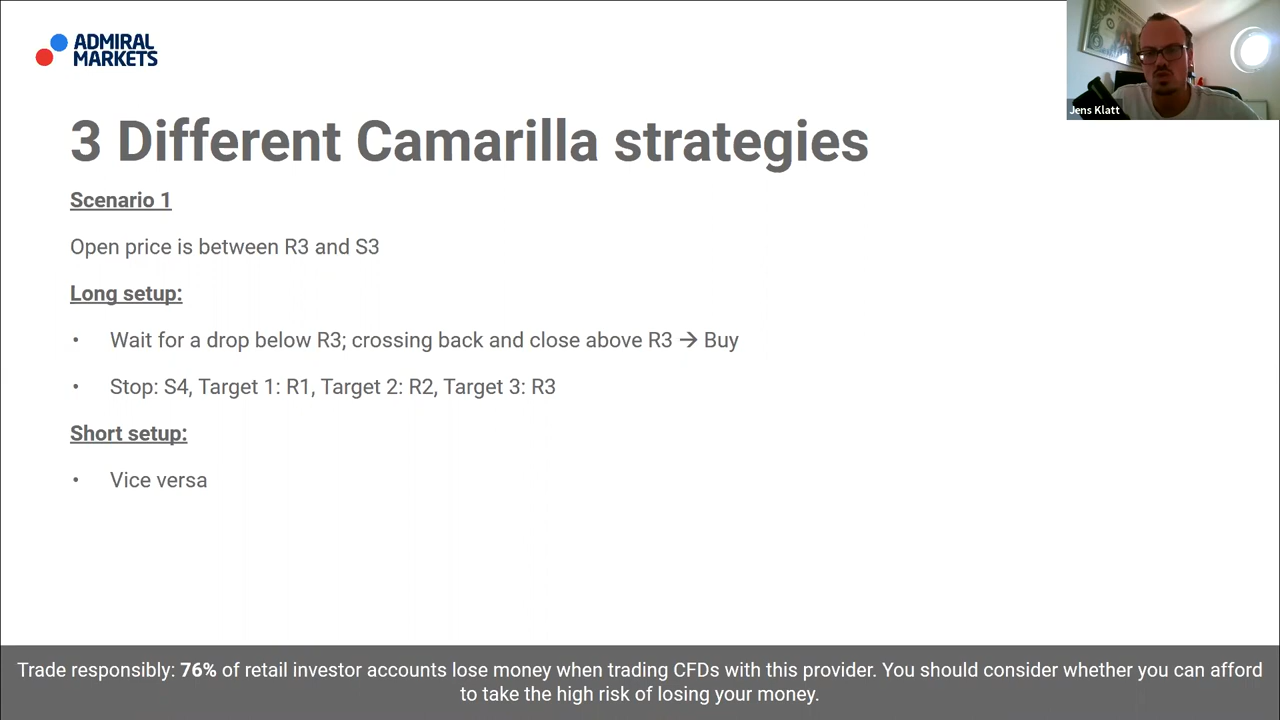 ADMIRAL
MARKETS
Jens Klatt
3 Different Camarilla strategies
Scenario 1
Open price is between R3 and S3
Long setup:
• Wait for a drop below R3; crossing back and close above R3 → Buy
• Stop: S4, Target 1: R1, Target 2: R2, Target 3: R3
Short setup:
• Vice versa
Trade responsibly: 76% of retail investor accounts lose money when trading CFDs with this provider. You should consider whether you can afford
to take the high risk of losing your money.